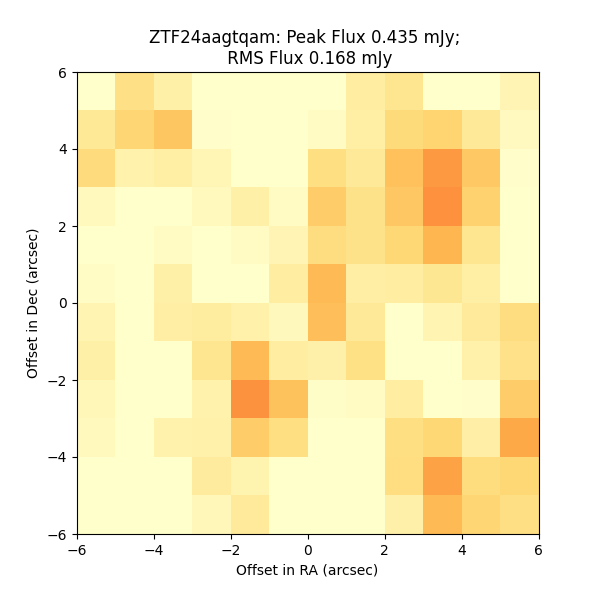 ZTF24aagtqam: Peak Flux 0.435 mJy;
RMS Flux 0.168 mJy
6
4
2
0
−2
−4
−6
Offset in Dec (arcsec)
−6 −4 −2 0 2 4 6
Offset in RA (arcsec)